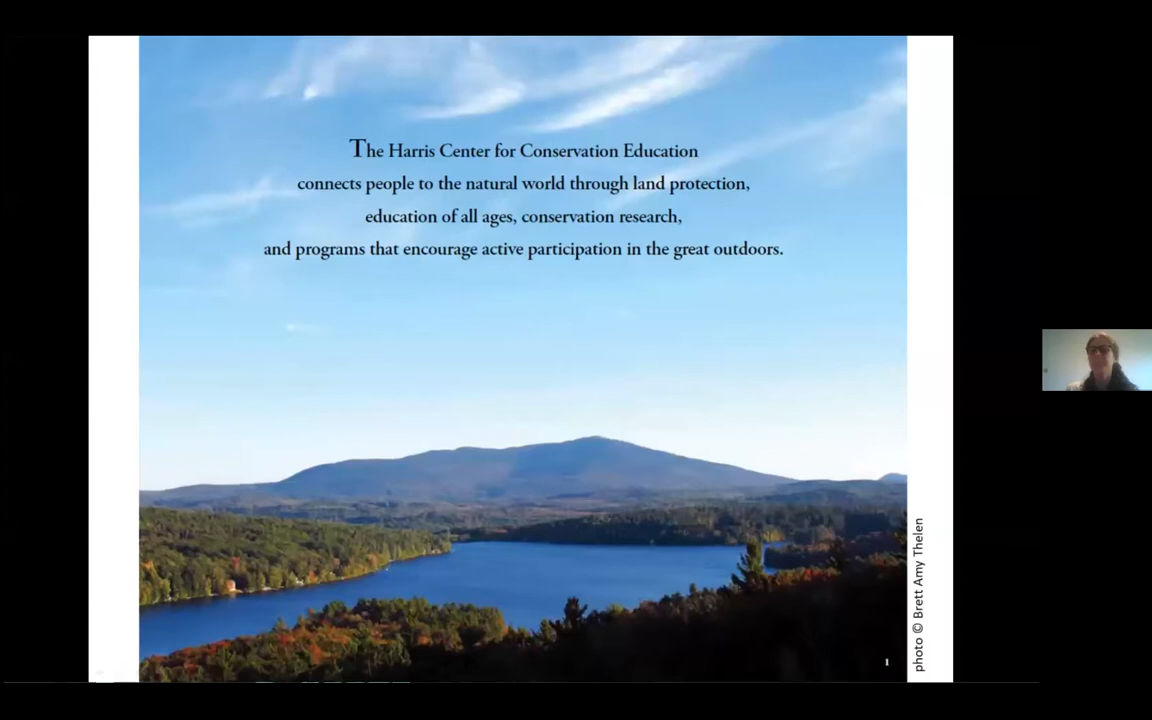 The Harris Center for Conservation Education
connects people to the natural world through land protection,
education of all ages, conservation research,
and programs that encourage active participation in the great outdoors.
photo © Brett Amy Thelen
1